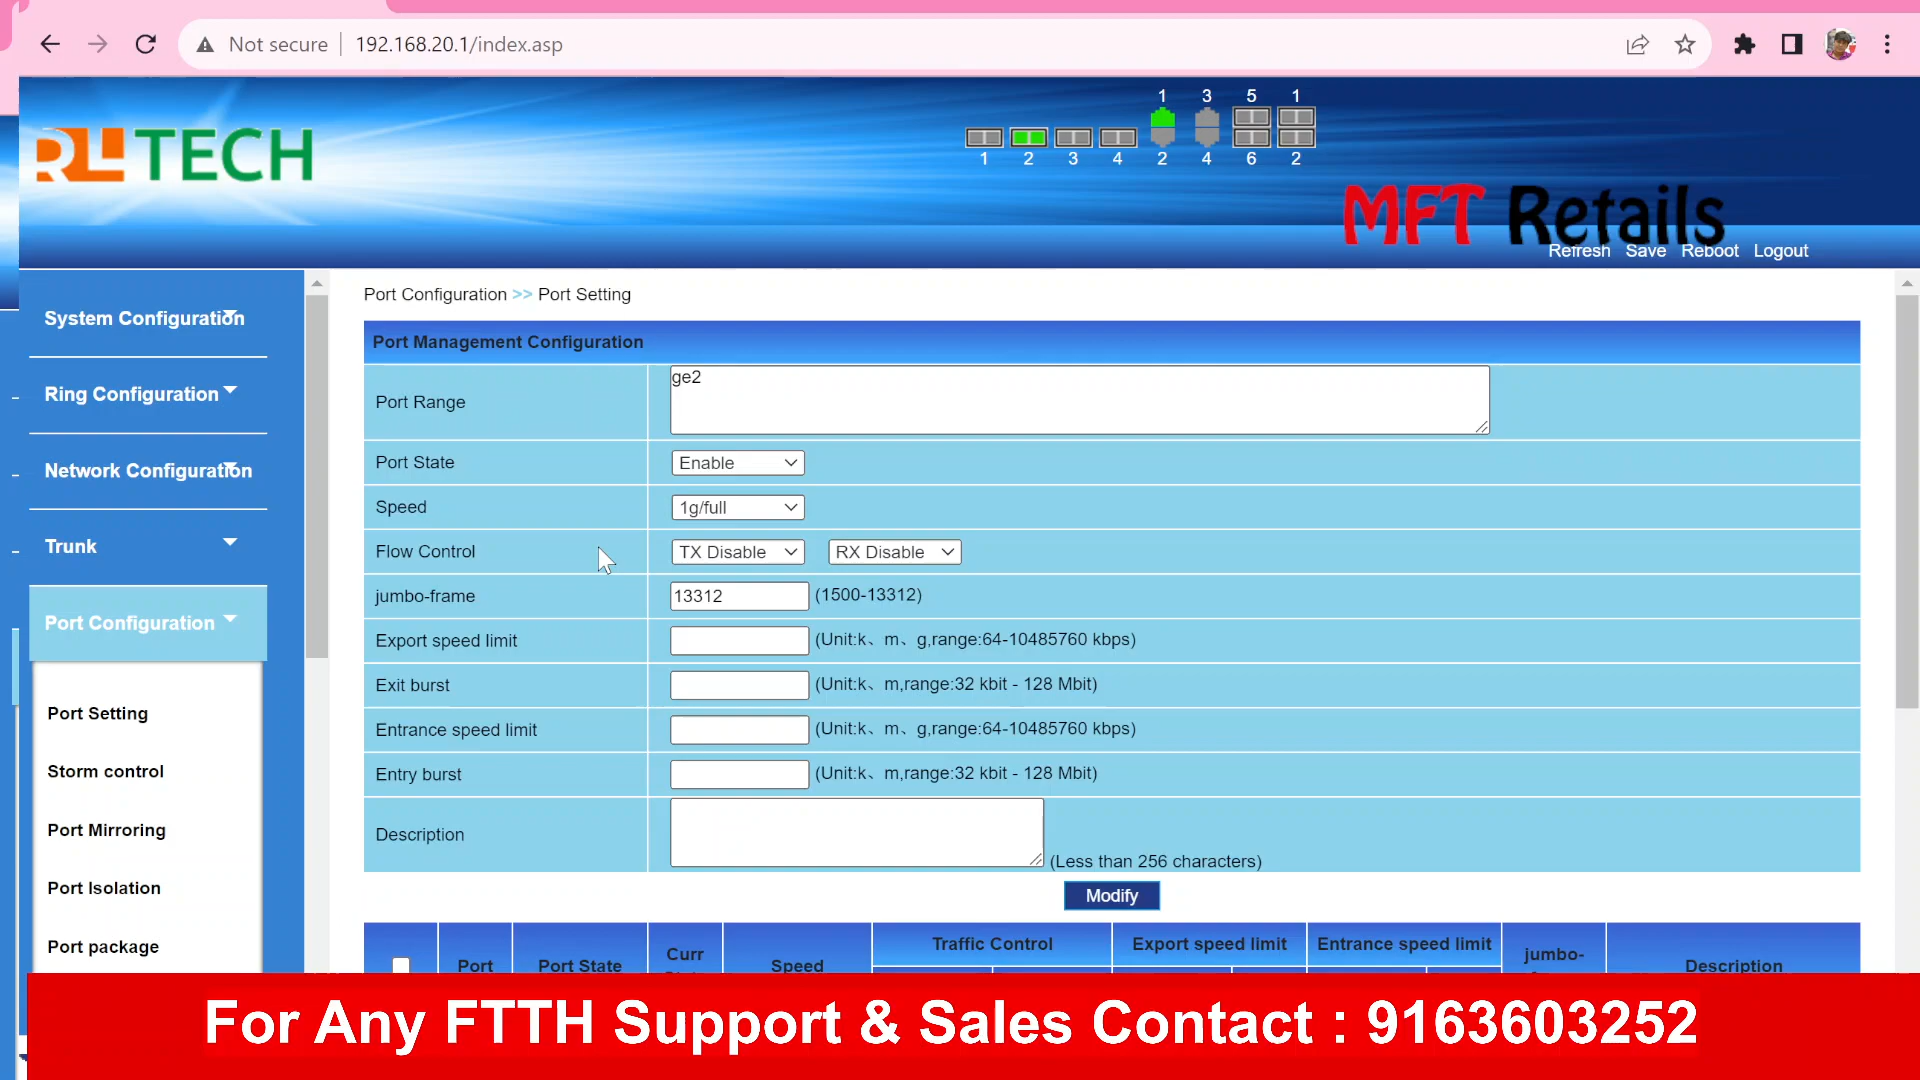 Not secure 192.168.20.1/index.asp
RL TECH
1 3 5 1
1 2 3 4 2 4 6 2
MFT Retails
Refresh Save Reboot Logout
System Configuration
Ring Configuration
Network Configuration
Trunk
Port Configuration
Port Setting
Storm control
Port Mirroring
Port Isolation
Port package
Port Configuration >> Port Setting
Port Management Configuration
Port Range ge2
Port State Enable
Speed 1g/full
Flow Control TX Disable RX Disable
jumbo-frame 13312 (1500-13312)
Export speed limit (Unit:k、m、g,range:64-10485760 kbps)
Exit burst (Unit:k、m,range:32 kbit - 128 Mbit)
Entrance speed limit (Unit:k、m、g,range:64-10485760 kbps)
Entry burst (Unit:k、m,range:32 kbit - 128 Mbit)
Description (Less than 256 characters)
Modify
Traffic Control Export speed limit Entrance speed limit
Port Port State Curr Speed jumbo- Description
For Any FTTH Support & Sales Contact : 9163603252